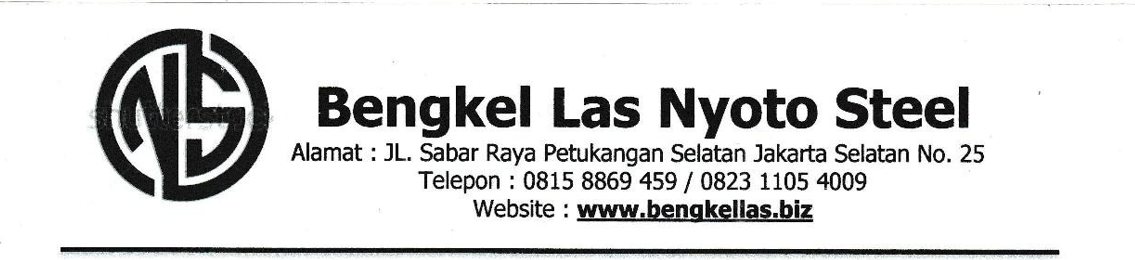 NS
Bengkel Las Nyoto Steel
Alamat : JL. Sabar Raya Petukangan Selatan Jakarta Selatan No. 25
Telepon : 0815 8869 459 / 0823 1105 4009
Website : www.bengkellas.biz